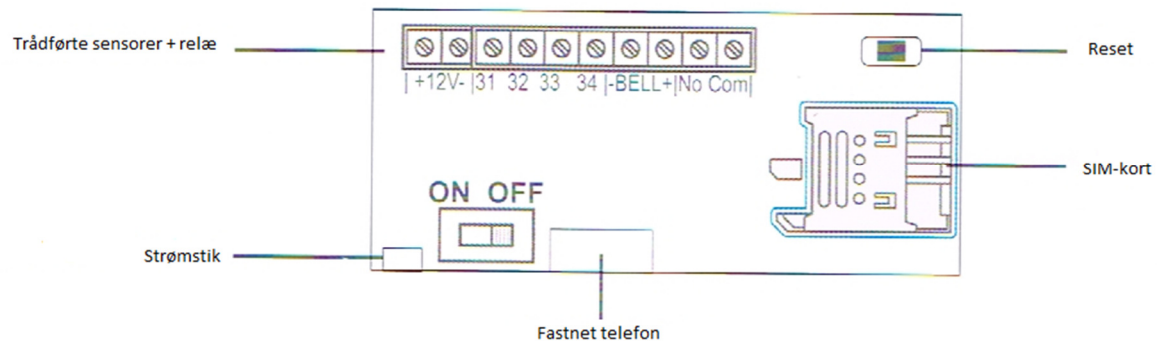 Trådførte sensorer + relæ
Reset
| +12V- |31 32 33 34 |-BELL+|No Com|
SIM-kort
ON OFF
Strømstik
Fastnet telefon